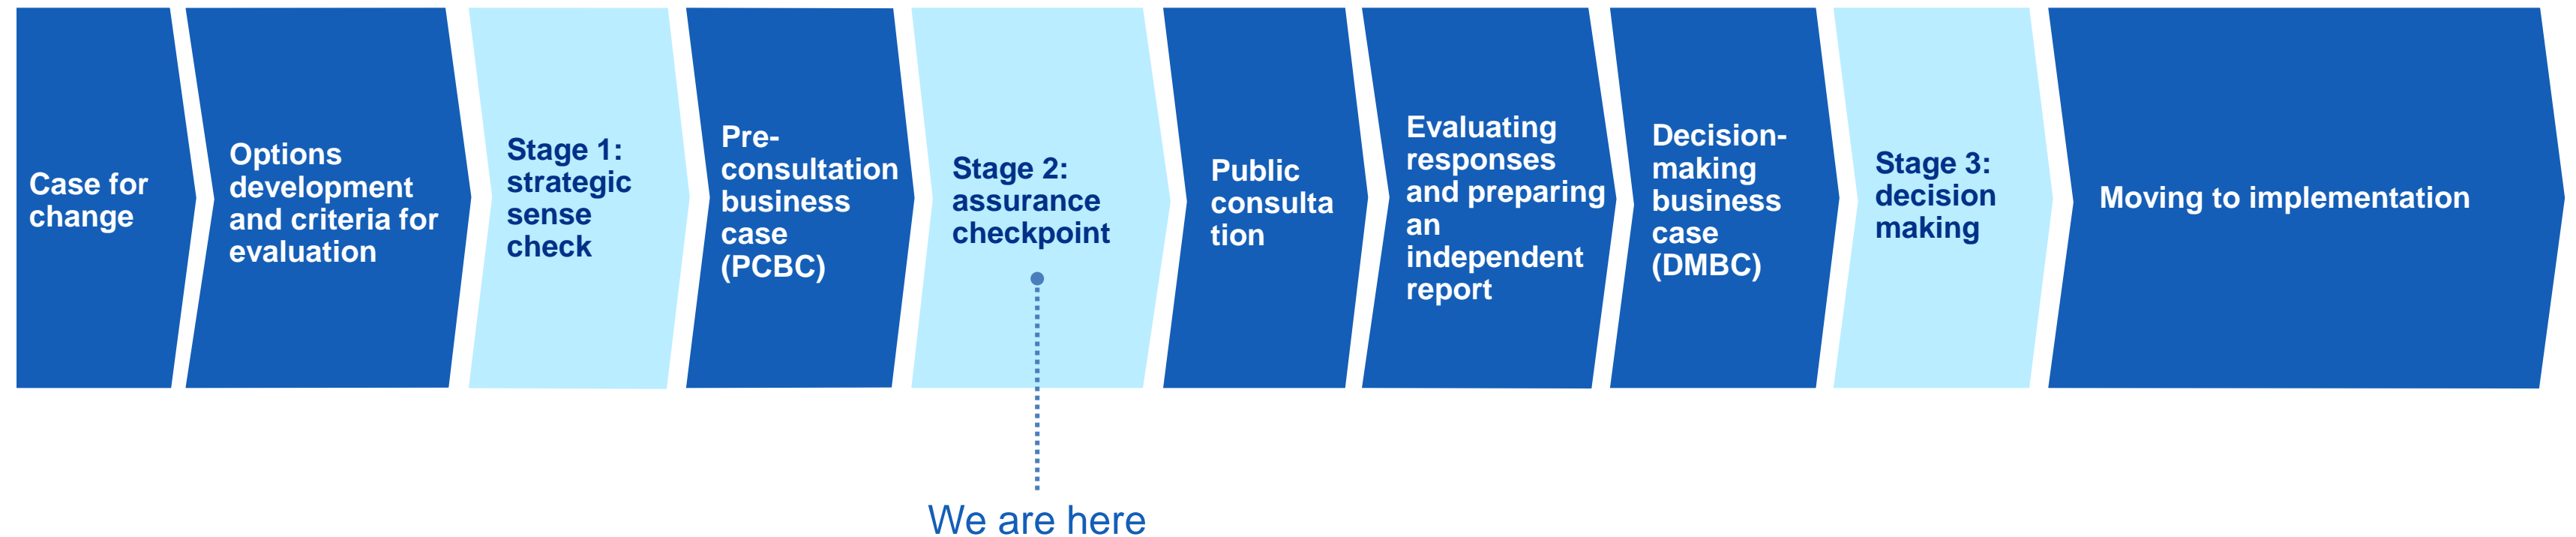 Case for
change
Options
development
and criteria for
evaluation
Stage 1:
strategic
sense
check
Pre-
consultation
business
case
(PCBC)
Stage 2:
assurance
checkpoint
Public
consulta
tion
Evaluating
responses
and preparing
an
independent
report
Decision-
making
business
case
(DMBC)
Stage 3:
decision
making
Moving to implementation
We are here